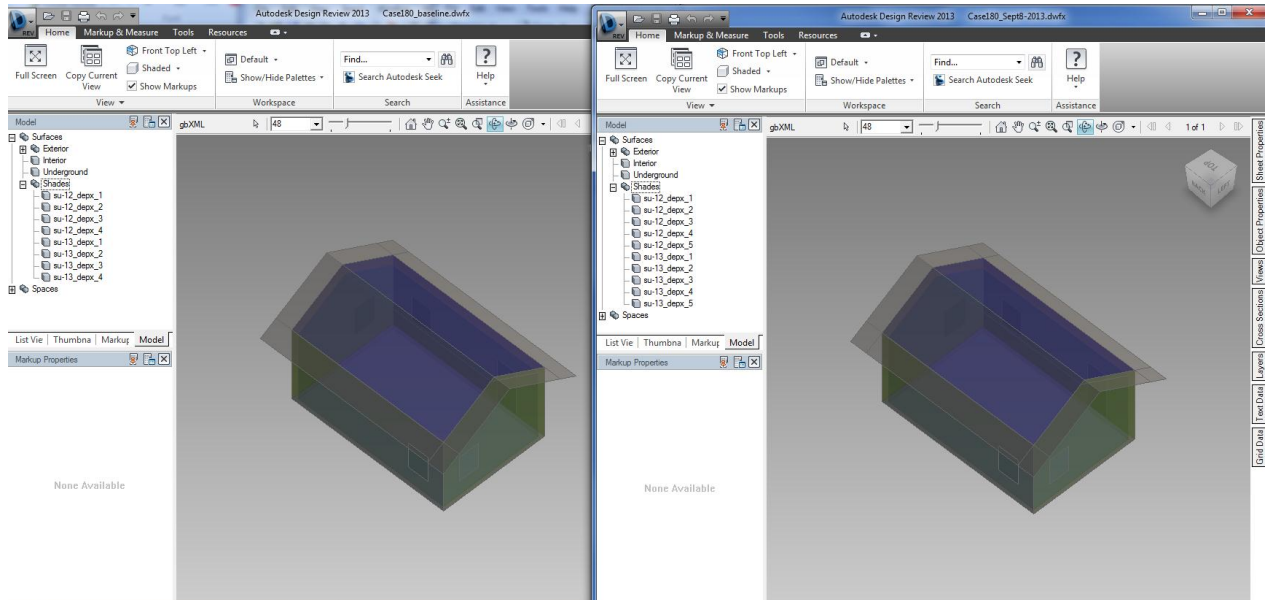 Autodesk Design Review 2013 Case180_baseline.dwfx
REV Home Markup & Measure Tools Resources
Full Screen
Copy Current View
Front Top Left
Shaded
Show Markups
View
Default
Show/Hide Palettes
Workspace
Find...
Search Autodesk Seek
Search
Help
Assistance
Model
gbXML 48
Surfaces
Exterior
Interior
Underground
Shades
su-12_depx_1
su-12_depx_2
su-12_depx_3
su-12_depx_4
su-13_depx_1
su-13_depx_2
su-13_depx_3
su-13_depx_4
Spaces
List Vie Thumbna Markup Model
Markup Properties
None Available
Autodesk Design Review 2013 Case180_Sept8-2013.dwfx
REV Home Markup & Measure Tools Resources
Full Screen
Copy Current View
Front Top Left
Shaded
Show Markups
View
Default
Show/Hide Palettes
Workspace
Find...
Search Autodesk Seek
Search
Help
Assistance
Model
gbXML 48 1 of 1
Surfaces
Exterior
Interior
Underground
Shades
su-12_depx_1
su-12_depx_2
su-12_depx_3
su-12_depx_4
su-12_depx_5
su-13_depx_1
su-13_depx_2
su-13_depx_3
su-13_depx_4
su-13_depx_5
Spaces
List Vie Thumbna Markup Model
Markup Properties
None Available
TOP
BACK LEFT
Sheet Properties
Object Properties
Views
Cross Sections
Layers
Text Data
Grid Data